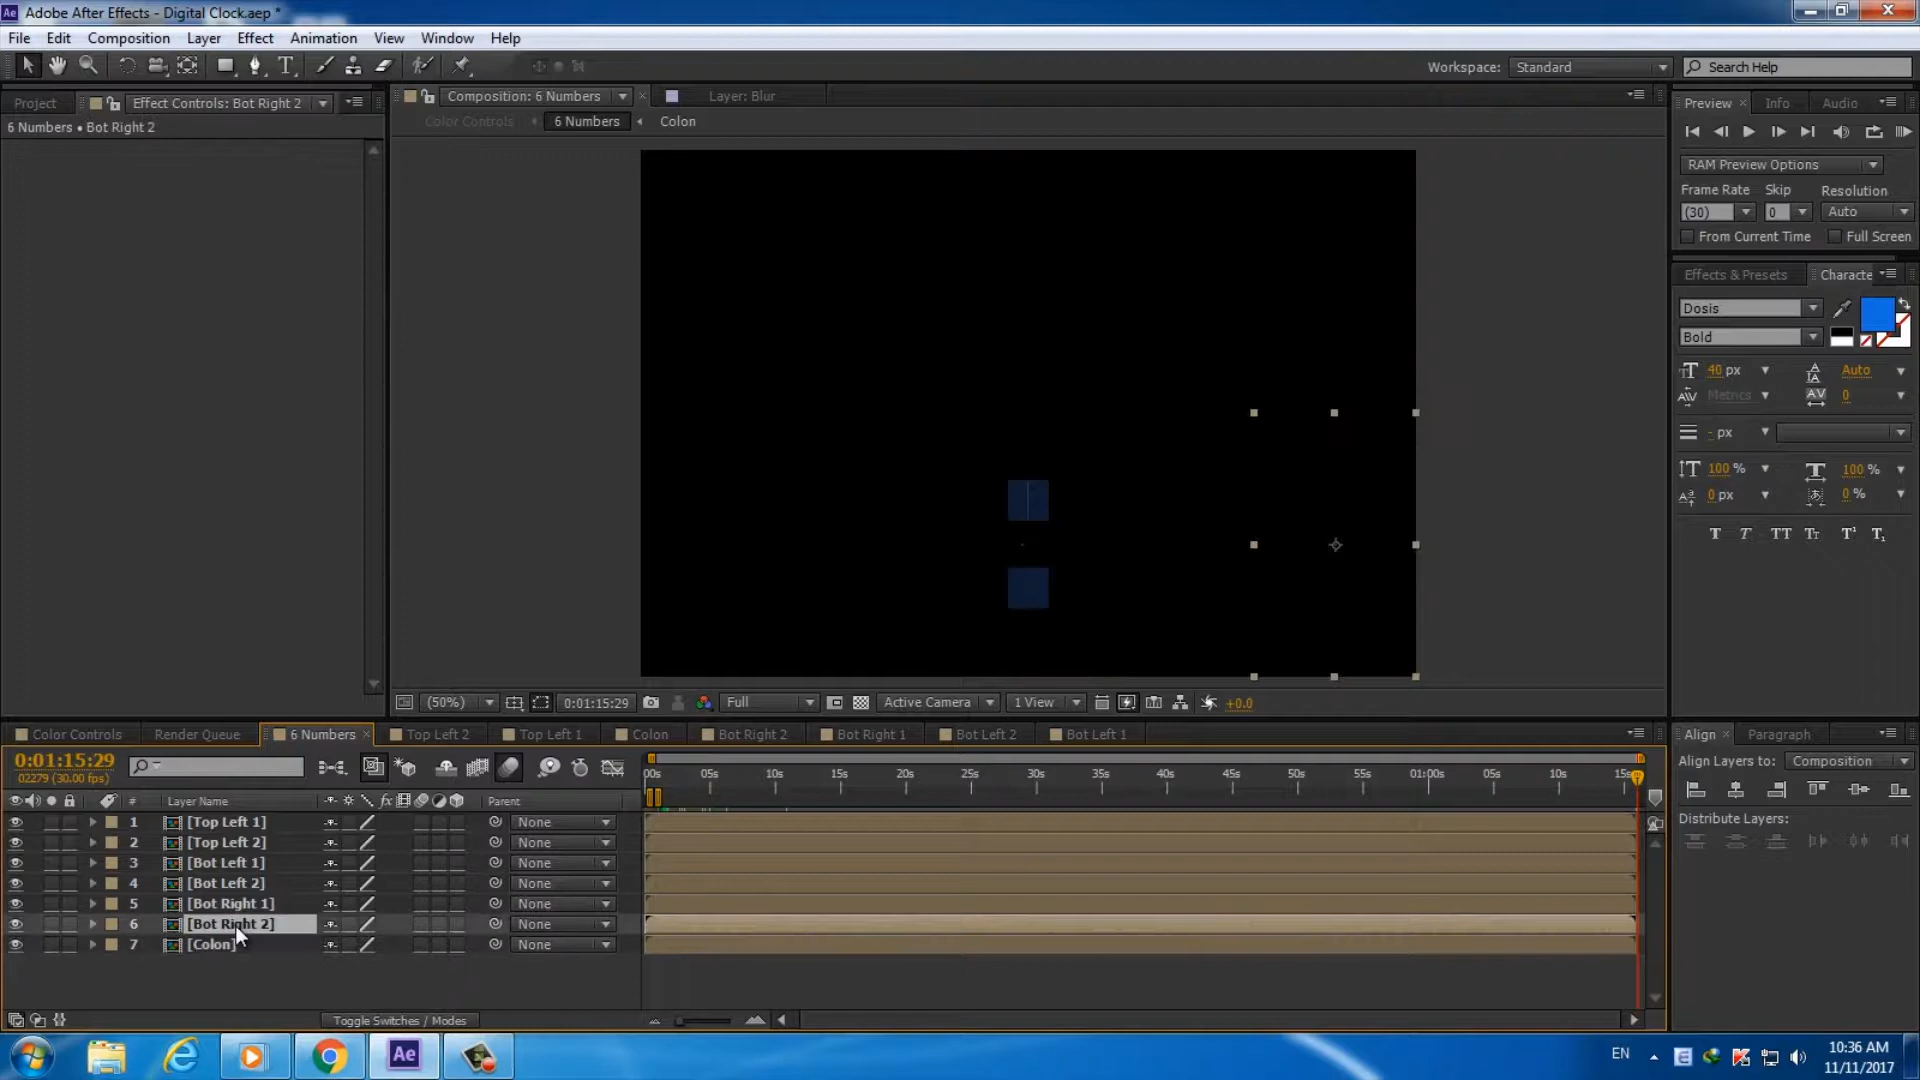 Ae Adobe After Effects - Digital Clock.aep *
File Edit Composition Layer Effect Animation View Window Help
Workspace: Standard Search Help
Project Effect Controls: Bot Right 2
6 Numbers • Bot Right 2
Composition: 6 Numbers Layer: Blur
Color Controls 6 Numbers Colon
Preview Info Audio
RAM Preview Options
Frame Rate Skip Resolution
(30) 0 Auto
From Current Time Full Screen
Effects & Presets Characte
Dosis
Bold
40 px Auto
Metrics 0
- px
100 % 100 %
0 px 0 %
T T TT Tt T¹ T₁
(50%) 0:01:15:29 Full Active Camera 1 View +0.0
Color Controls Render Queue 6 Numbers Top Left 2 Top Left 1 Colon Bot Right 2 Bot Right 1 Bot Left 2 Bot Left 1
Align Paragraph
0:01:15:29
02279 (30.00 fps)
Align Layers to: Composition
Distribute Layers:
00s 05s 10s 15s 20s 25s 30s 35s 40s 45s 50s 55s 01:00s 05s 10s 15s
# Layer Name fx Parent
1 [Top Left 1] None
2 [Top Left 2] None
3 [Bot Left 1] None
4 [Bot Left 2] None
5 [Bot Right 1] None
6 [Bot Right 2] None
7 [Colon] None
Toggle Switches / Modes
Ae
EN
10:36 AM
11/11/2017